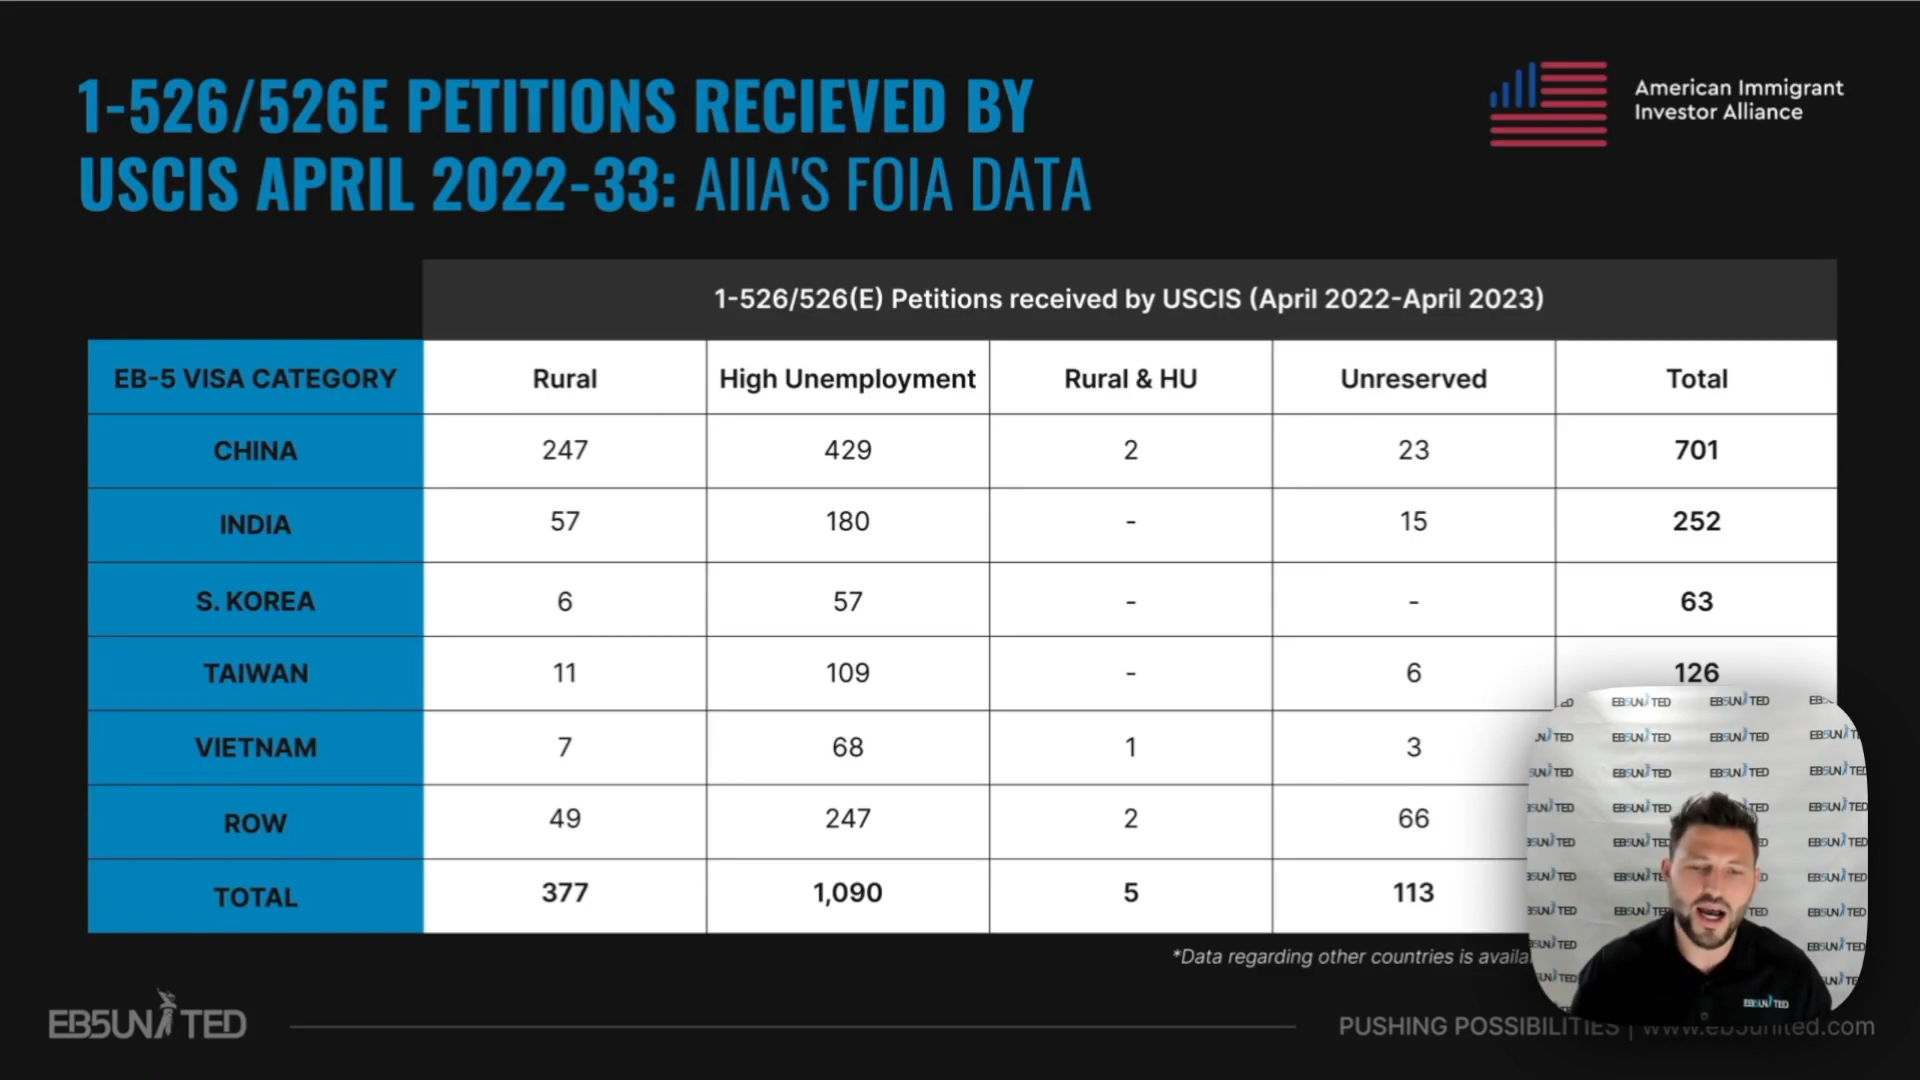 1-526/526E PETITIONS RECIEVED BY
USCIS APRIL 2022-33: AIIA'S FOIA DATA
American Immigrant
Investor Alliance
1-526/526(E) Petitions received by USCIS (April 2022-April 2023)
EB-5 VISA CATEGORY Rural High Unemployment Rural & HU Unreserved Total
CHINA 247 429 2 23 701
INDIA 57 180 - 15 252
S. KOREA 6 57 - - 63
TAIWAN 11 109 - 6 126
VIETNAM 7 68 1 3
ROW 49 247 2 66
TOTAL 377 1,090 5 113
*Data regarding other countries is
EB5UNITED
PUSHING POSSIBILITIES | www.eb5united.com
EB5UNITED